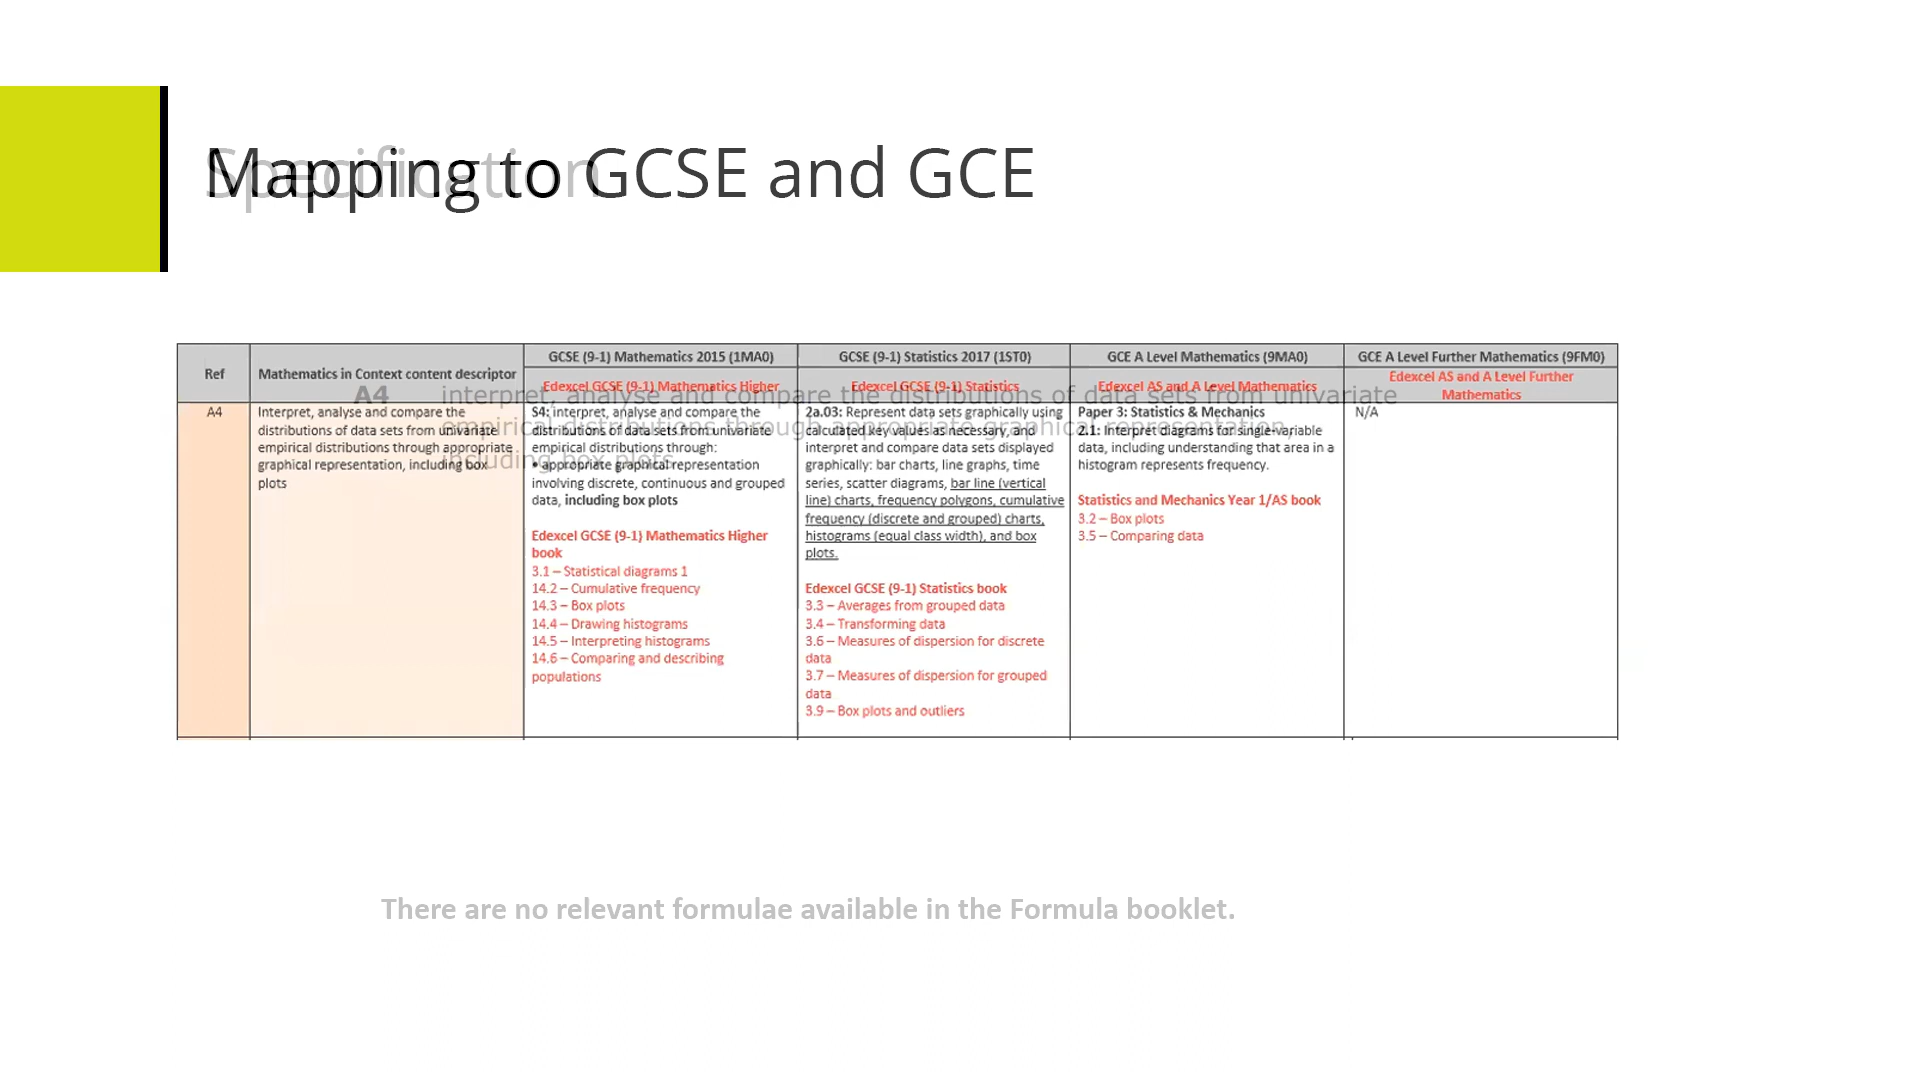 Specification
Mapping to GCSE and GCE
Ref
Mathematics in Context content descriptor
GCSE (9-1) Mathematics 2015 (1MA0)
GCSE (9-1) Statistics 2017 (1ST0)
GCE A Level Mathematics (9MA0)
GCE A Level Further Mathematics (9FM0)
Edexcel GCSE (9-1) Mathematics Higher
Edexcel GCSE (9-1) Statistics
Edexcel AS and A Level Mathematics
Edexcel AS and A Level Further
Mathematics
A4
Interpret, analyse and compare the
distributions of data sets from univariate
empirical distributions through appropriate
graphical representation, including box
plots
S4: interpret, analyse and compare the
distributions of data sets from univariate
empirical distributions through:
• appropriate graphical representation
involving discrete, continuous and grouped
data, including box plots
Edexcel GCSE (9-1) Mathematics Higher
book
3.1 – Statistical diagrams 1
14.2 – Cumulative frequency
14.3 – Box plots
14.4 – Drawing histograms
14.5 – Interpreting histograms
14.6 – Comparing and describing
populations
2a.03: Represent data sets graphically using
calculated key values as necessary, and
interpret and compare data sets displayed
graphically: bar charts, line graphs, time
series, scatter diagrams, bar line (vertical
line) charts, frequency polygons, cumulative
frequency (discrete and grouped) charts,
histograms (equal class width), and box
plots.
Edexcel GCSE (9-1) Statistics book
3.3 – Averages from grouped data
3.4 – Transforming data
3.6 – Measures of dispersion for discrete
data
3.7 – Measures of dispersion for grouped
data
3.9 – Box plots and outliers
Paper 3: Statistics & Mechanics
2.1: Interpret diagrams for single-variable
data, including understanding that area in a
histogram represents frequency.
Statistics and Mechanics Year 1/AS book
3.2 – Box plots
3.5 – Comparing data
N/A
A4
interpret, analyse and compare the distributions of data sets from univariate
empirical distributions through appropriate graphical representation,
including box plots
There are no relevant formulae available in the Formula booklet.